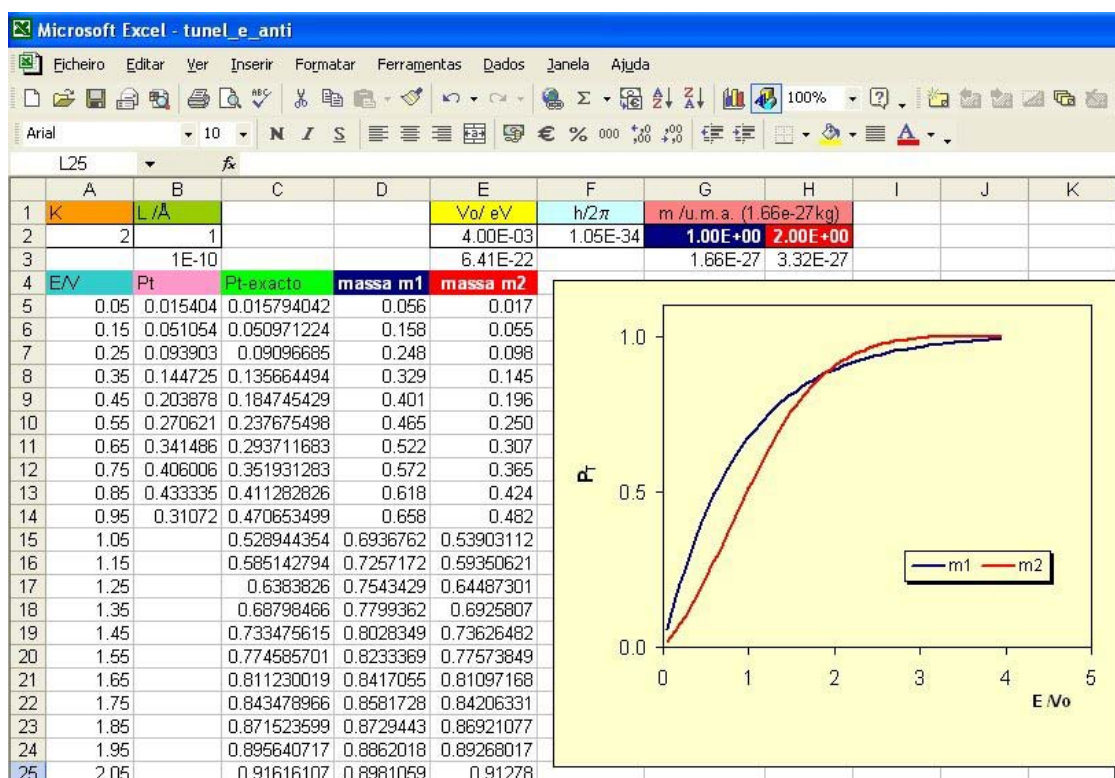 Microsoft Excel - tunel_e_anti
Ficheiro Editar Ver Inserir Formatar Ferramentas Dados Janela Ajuda
100%
Arial 10 N I S € % 000
L25 fx
A B C D E F G H I J K
1 K L /Å Vo/ eV h/2π m /u.m.a. (1.66e-27kg)
2 2 1 4.00E-03 1.05E-34 1.00E+00 2.00E+00
3 1E-10 6.41E-22 1.66E-27 3.32E-27
4 E/V Pt Pt-exacto massa m1 massa m2
5 0.05 0.015404 0.015794042 0.056 0.017
6 0.15 0.051054 0.050971224 0.158 0.055
7 0.25 0.093903 0.09096685 0.248 0.098
8 0.35 0.144725 0.135664494 0.329 0.145
9 0.45 0.203878 0.184745429 0.401 0.196
10 0.55 0.270621 0.237675498 0.465 0.250
11 0.65 0.341486 0.293711683 0.522 0.307
12 0.75 0.406006 0.351931283 0.572 0.365
13 0.85 0.433335 0.411282826 0.618 0.424
14 0.95 0.31072 0.470653499 0.658 0.482
15 1.05 0.528944354 0.6936762 0.53903112
16 1.15 0.585142794 0.7257172 0.59350621
17 1.25 0.6383826 0.7543429 0.64487301
18 1.35 0.68798466 0.7799362 0.6925807
19 1.45 0.733475615 0.8028349 0.73626482
20 1.55 0.774585701 0.8233369 0.77573849
21 1.65 0.811230019 0.8417055 0.81097168
22 1.75 0.843478966 0.8581728 0.84206331
23 1.85 0.871523599 0.8729443 0.86921077
24 1.95 0.895640717 0.8862018 0.89268017
25 2.05 0.91616107 0.8981059 0.91278
1.0
PT
0.5
m1 m2
0.0
0 1 2 3 4 5
E /Vo